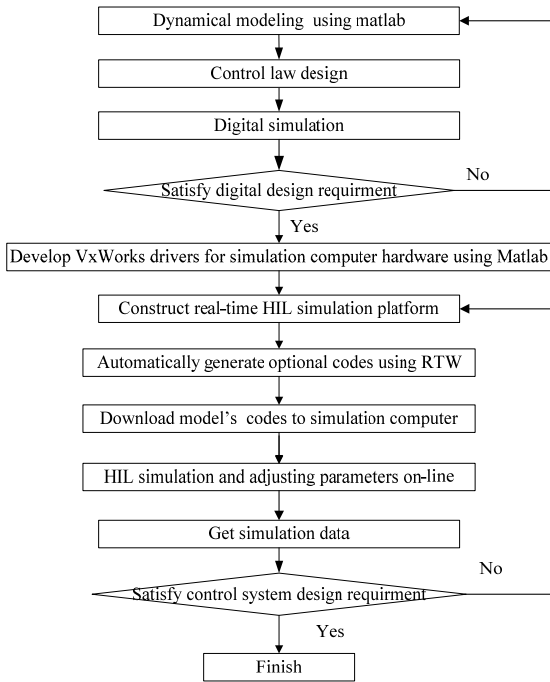 Dynamical modeling using matlab
Control law design
Digital simulation
Satisfy digital design requirment
No
Yes
Develop VxWorks drivers for simulation computer hardware using Matlab
Construct real-time HIL simulation platform
Automatically generate optional codes using RTW
Download model's codes to simulation computer
HIL simulation and adjusting parameters on-line
Get simulation data
No
Satisfy control system design requirment
Yes
Finish